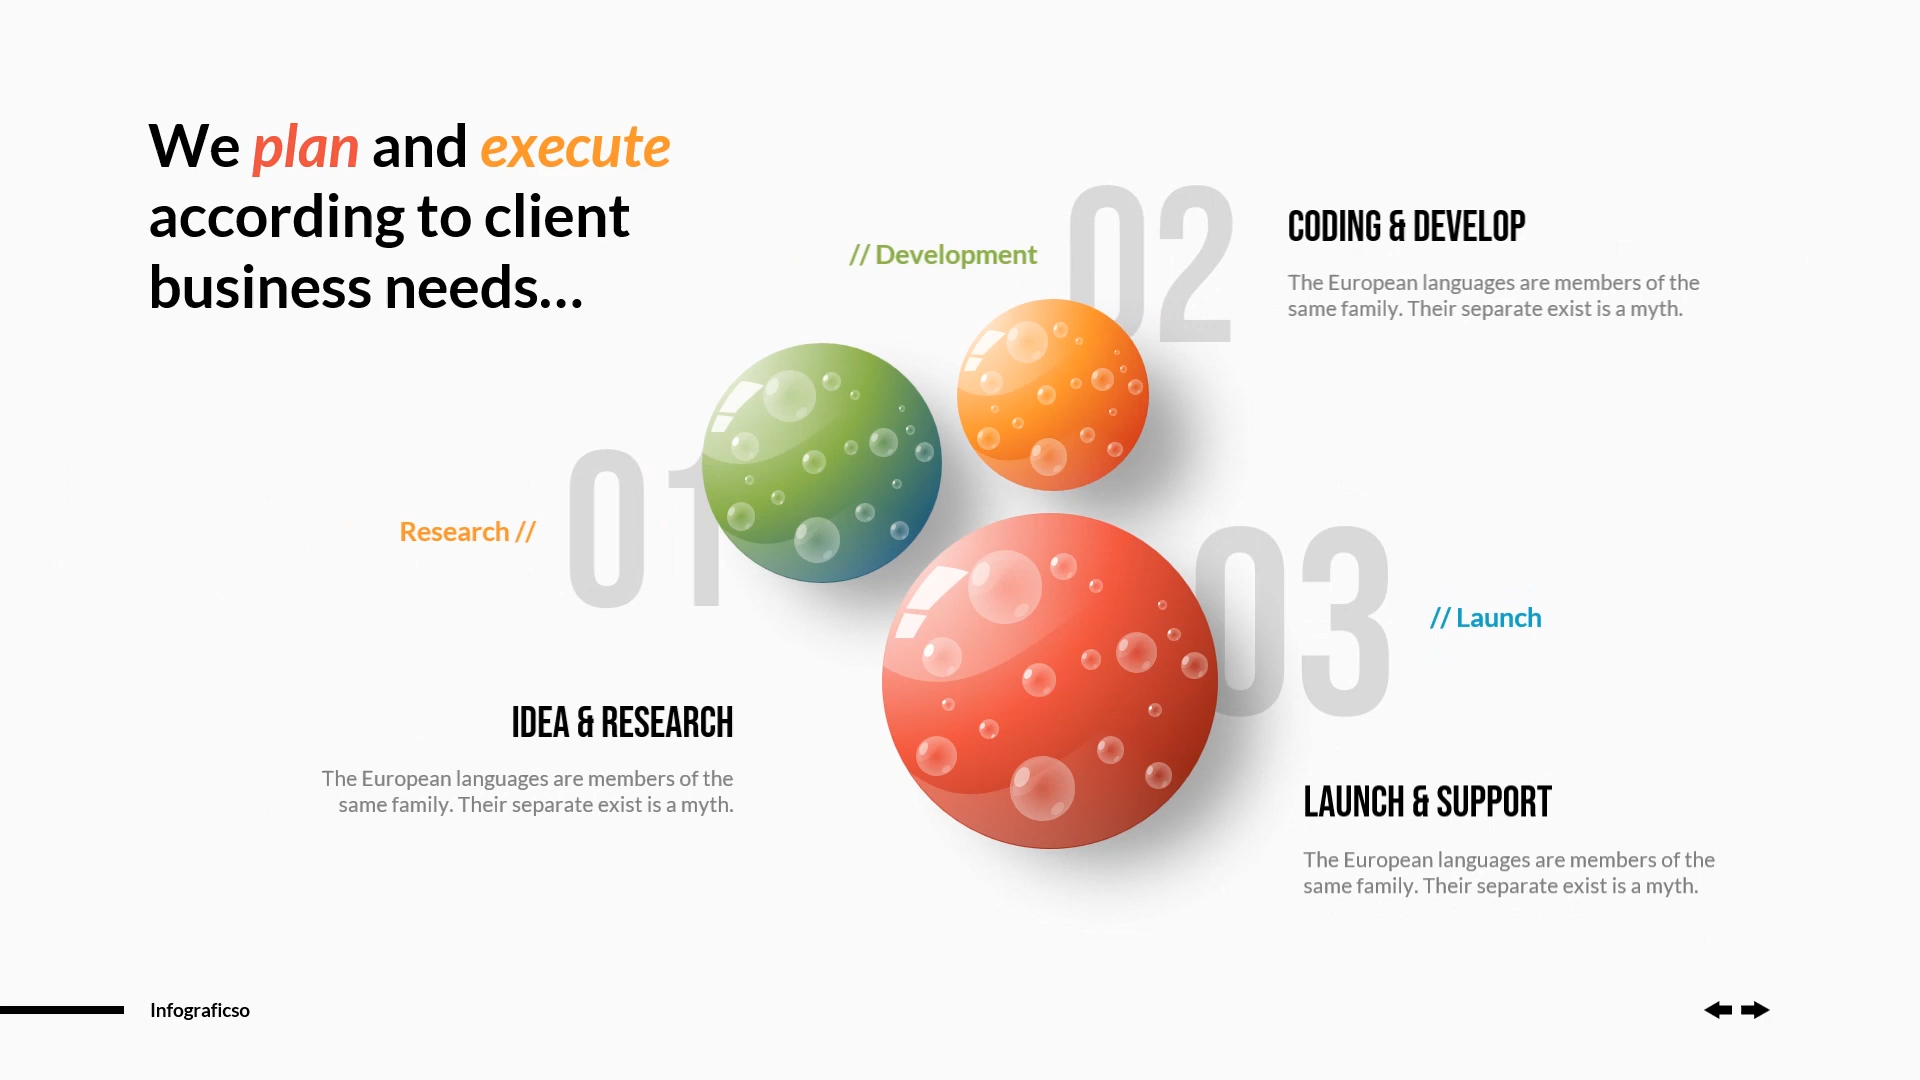 We plan and execute
according to client
business needs...
// Development
02
CODING & DEVELOP
The European languages are members of the
same family. Their separate exist is a myth.
Research //
01
IDEA & RESEARCH
The European languages are members of the
same family. Their separate exist is a myth.
03
// Launch
LAUNCH & SUPPORT
The European languages are members of the
same family. Their separate exist is a myth.
Infograficso